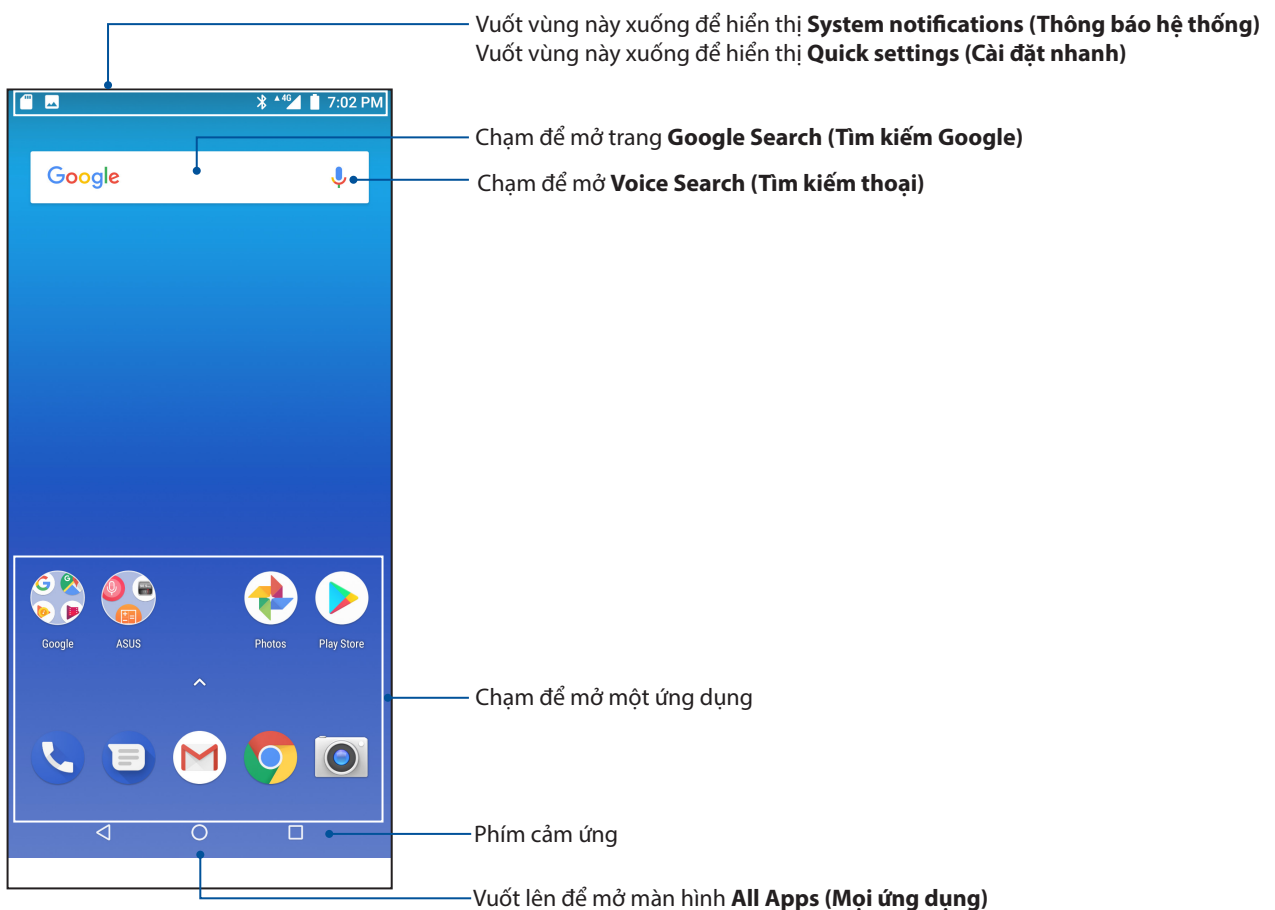 Vuốt vùng này xuống để hiển thị System notifications (Thông báo hệ thống)
Vuốt vùng này xuống để hiển thị Quick settings (Cài đặt nhanh)
4G 7:02 PM
Chạm để mở trang Google Search (Tìm kiếm Google)
Google
Chạm để mở Voice Search (Tìm kiếm thoại)
Google ASUS Photos Play Store
Chạm để mở một ứng dụng
Phím cảm ứng
Vuốt lên để mở màn hình All Apps (Mọi ứng dụng)